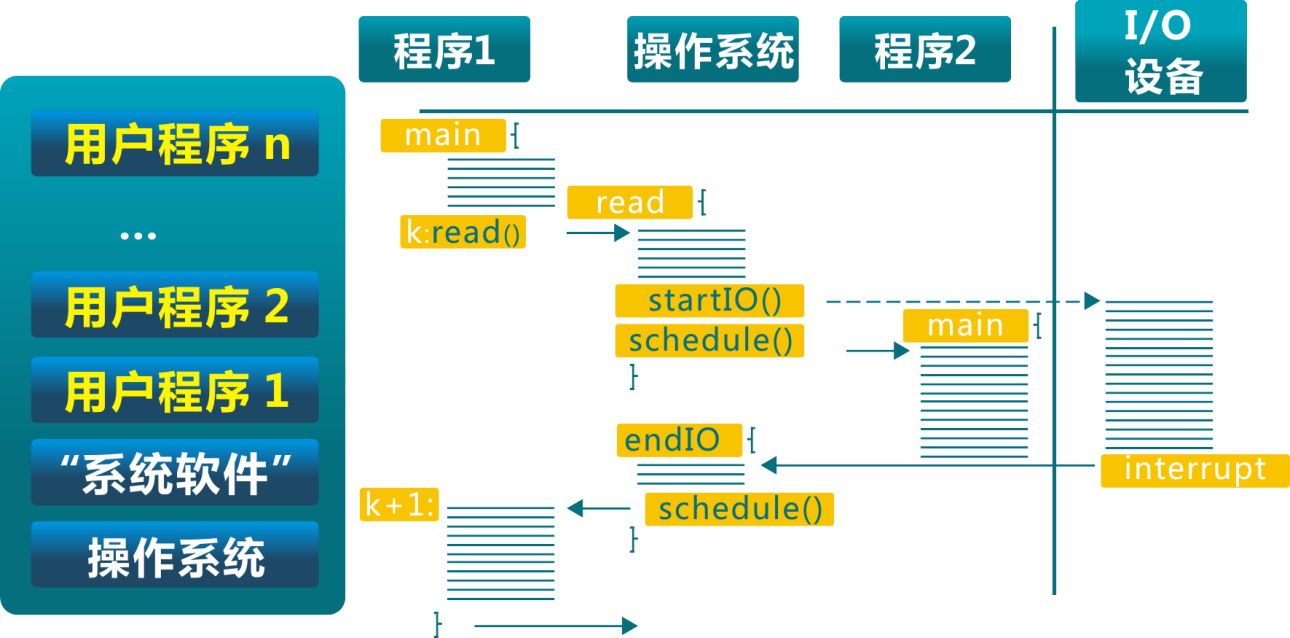 程序1
操作系统
程序2
I/O
设备
用户程序 n
...
用户程序 2
用户程序 1
“系统软件”
操作系统
main {
k:read()
read {
startIO()
schedule()
}
main {
endIO {
interrupt
schedule()
}
k+1:
}